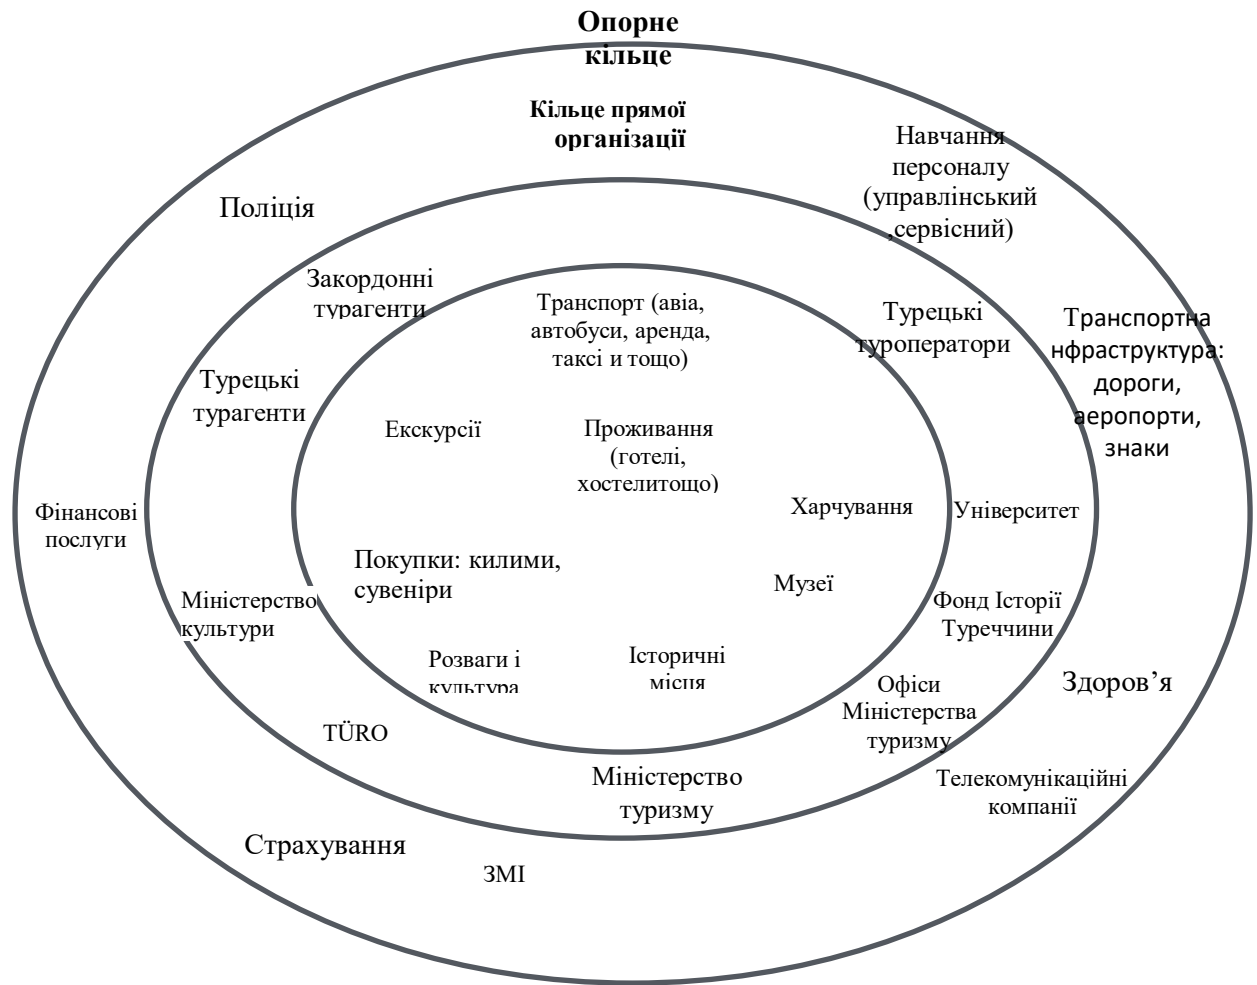 Опорне
кільце
Кільце прямої
організації
Навчання
персоналу
(управлінський
,сервісний)
Поліція
Закордонні
турагенти
Транспорт (авіа,
автобуси, аренда,
таксі и тощо)
Турецькі
туроператори
Транспортна
нфраструктура:
дороги,
аеропорти,
знаки
Турецькі
турагенти
Екскурсії
Проживання
(готелі,
хостелитощо)
Харчування
Університет
Фінансові
послуги
Покупки: килими,
сувеніри
Музеї
Міністерство
культури
Фонд Історії
Туреччини
Розваги і
культура
Історичні
місця
Офіси
Міністерства
туризму
Здоров’я
TÜRO
Міністерство
туризму
Телекомунікаційні
компанії
Страхування
ЗМІ